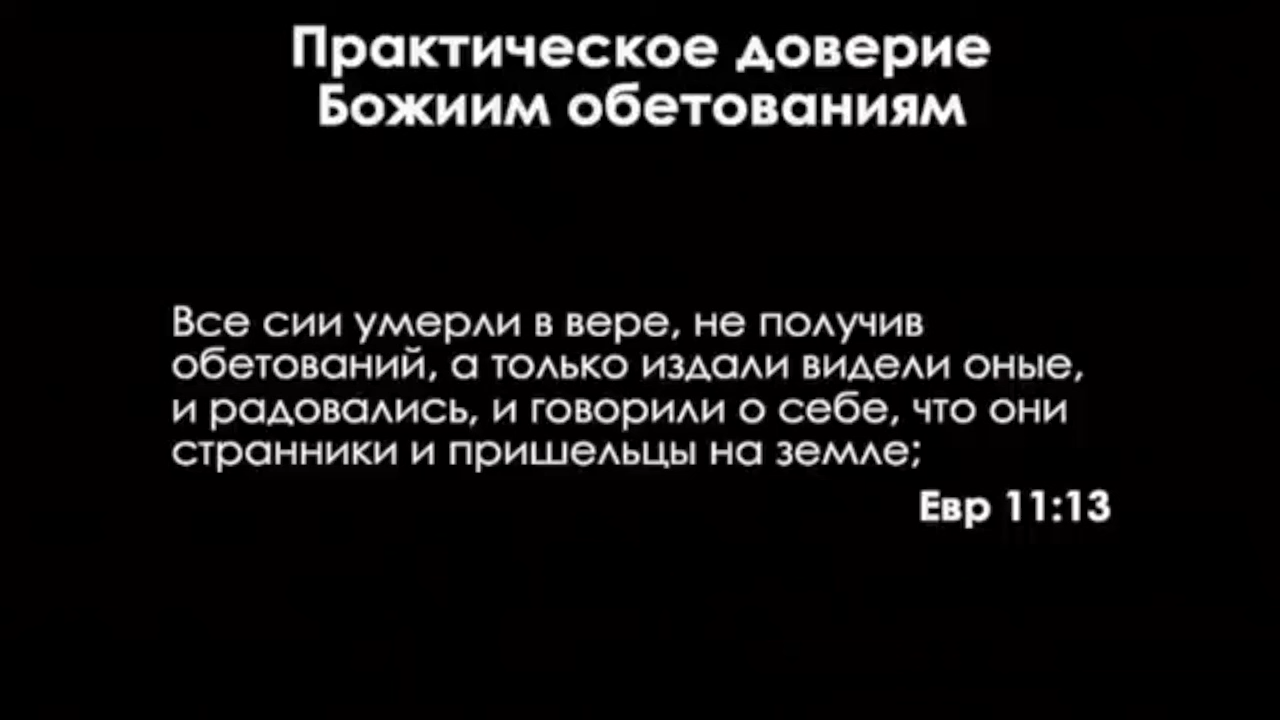 Практическое доверие
Божиим обетованиям
Все сии умерли в вере, не получив
обетований, а только издали видели оные,
и радовались, и говорили о себе, что они
странники и пришельцы на земле;
Евр 11:13